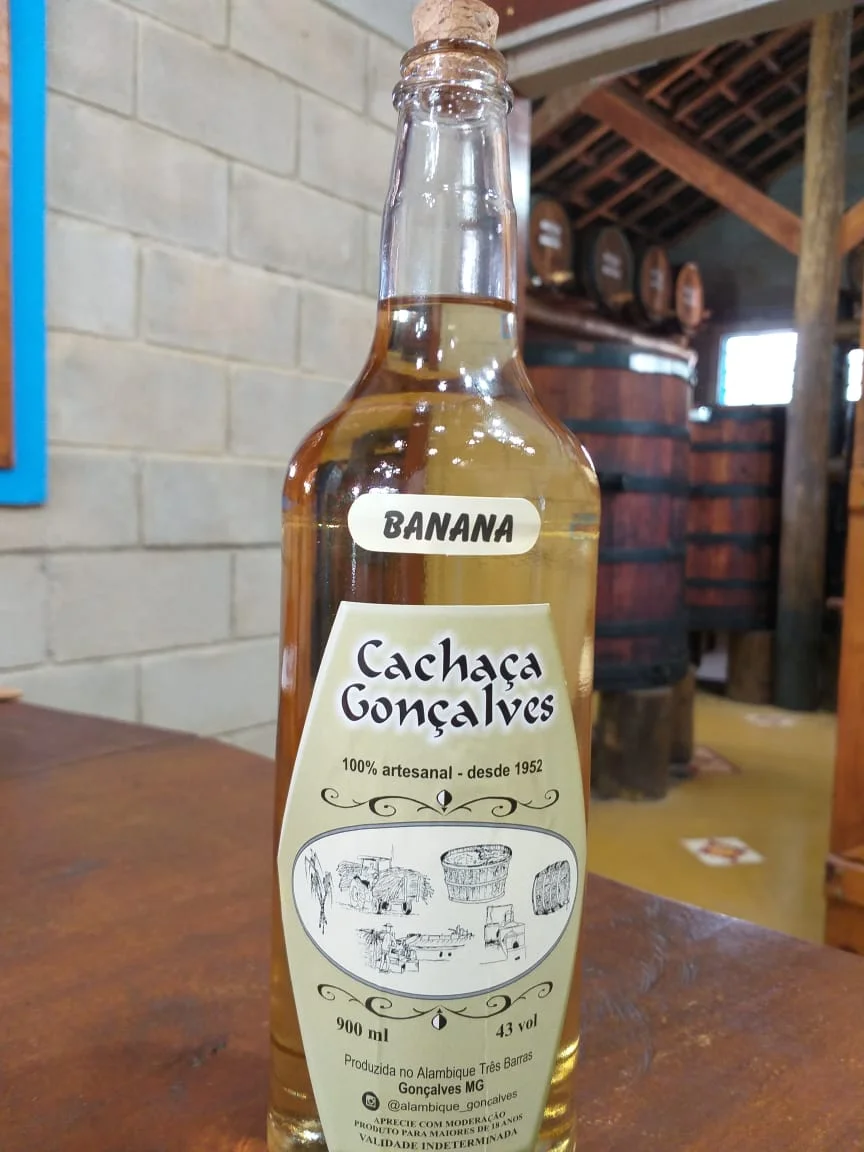 BANANA
Cachaça
Gonçalves
100% artesanal - desde 1952
900 ml
43 vol
Produzida no Alambique Três Barras
Gonçalves MG
@alambique_gonçalves
APRECIE COM MODERAÇÃO
PRODUTO PARA MAIORES DE 18 ANOS
VALIDADE INDETERMINADA